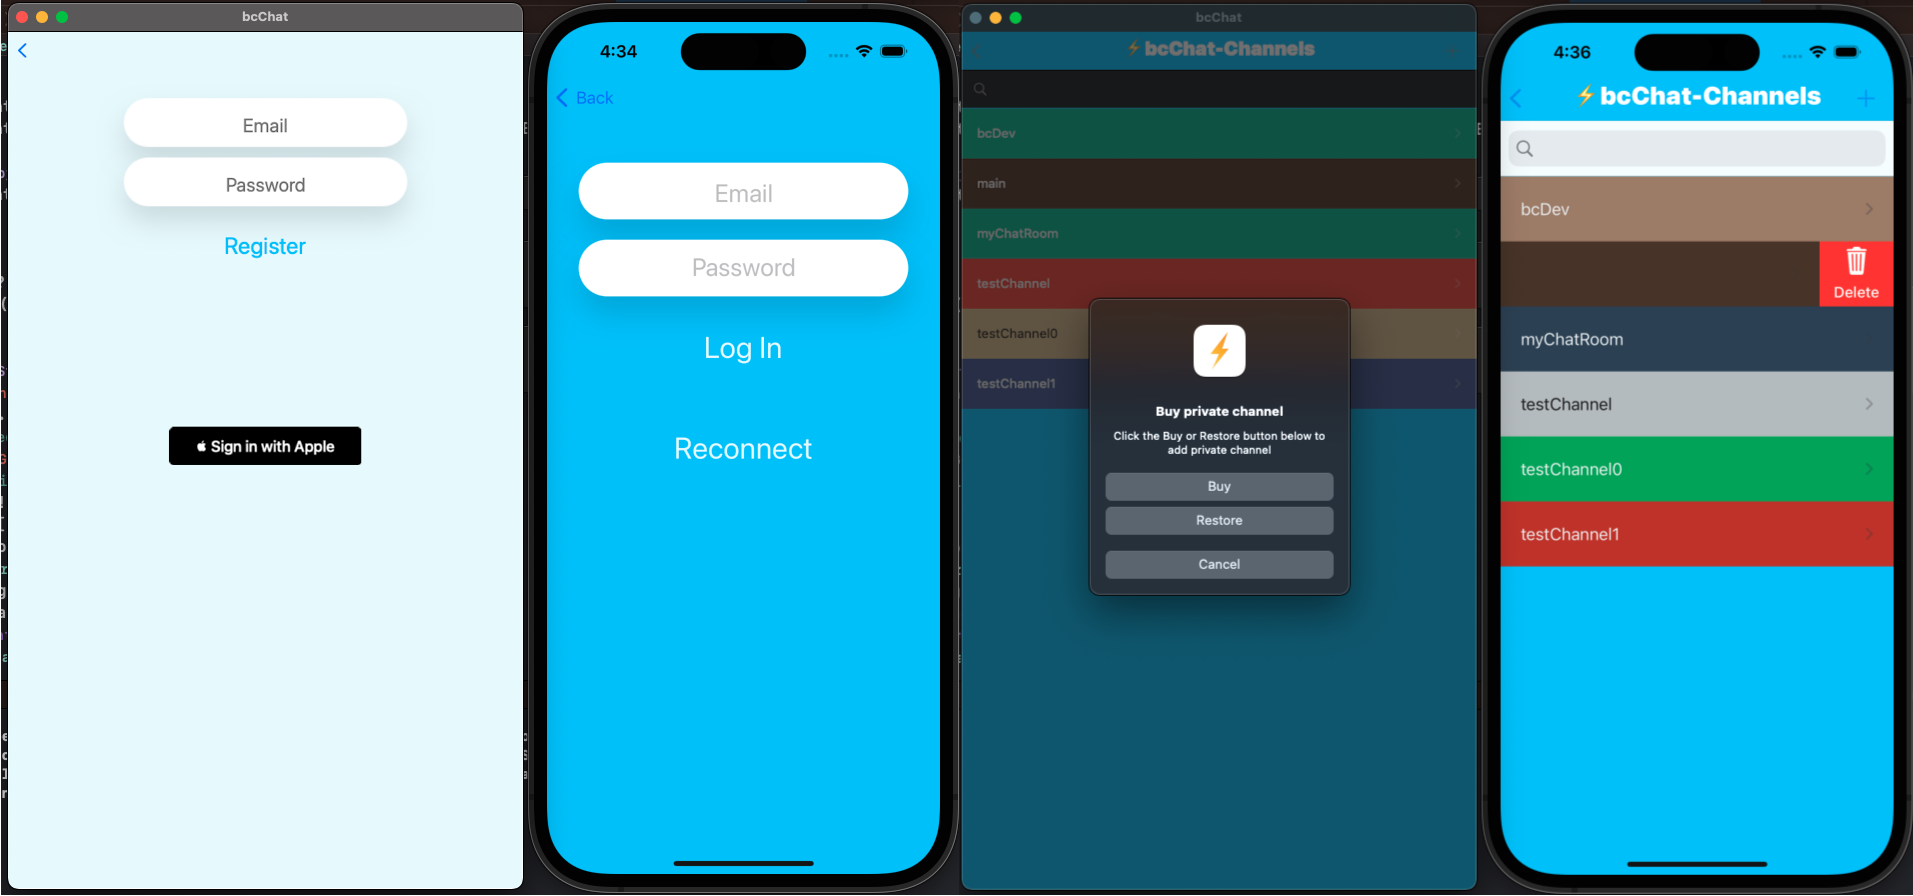 bcChat
Email
Password
Register
Sign in with Apple
4:34
Back
Email
Password
Log In
Reconnect
bcChat
⚡bcChat-Channels
bcDev
main
myChatRoom
testChannel
testChannel0
testChannel1
Buy private channel
Click the Buy or Restore button below to
add private channel
Buy
Restore
Cancel
4:36
⚡bcChat-Channels
bcDev
Delete
myChatRoom
testChannel
testChannel0
testChannel1